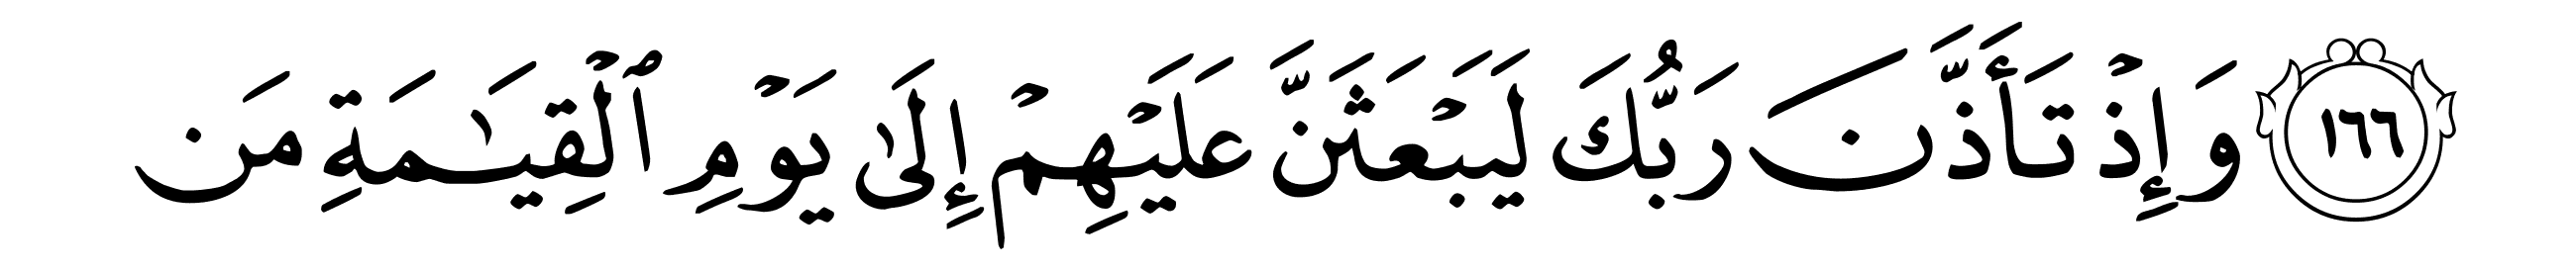 ١٦٦ وَإِذۡ تَأَذَّنَ رَبُّكَ لَيَبۡعَثَنَّ عَلَيۡهِمۡ إِلَىٰ يَوۡمِ ٱلۡقِيَٰمَةِ مَن